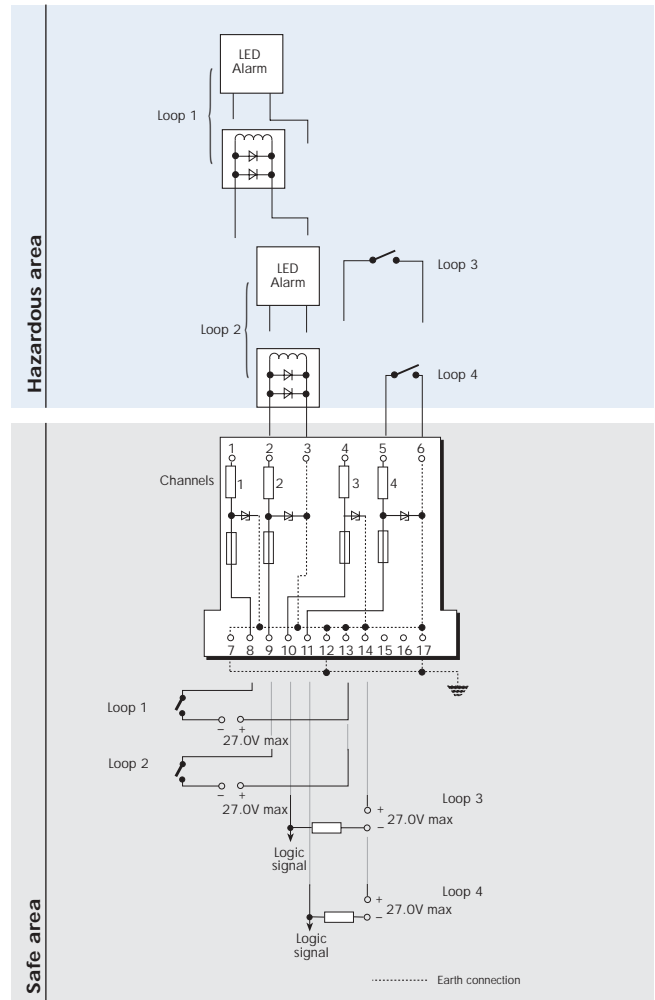 Hazardous area
LED
Alarm
Loop 1
LED
Alarm
Loop 2
Loop 3
Loop 4
Safe area
1 2 3 4 5 6
Channels
1 2 3 4
7 8 9 10 11 12 13 14 15 16 17
Loop 1
– +
27.0V max
Loop 2
– +
27.0V max
Loop 3
+
27.0V max
–
Logic
signal
Loop 4
+
27.0V max
–
Logic
signal
Earth connection